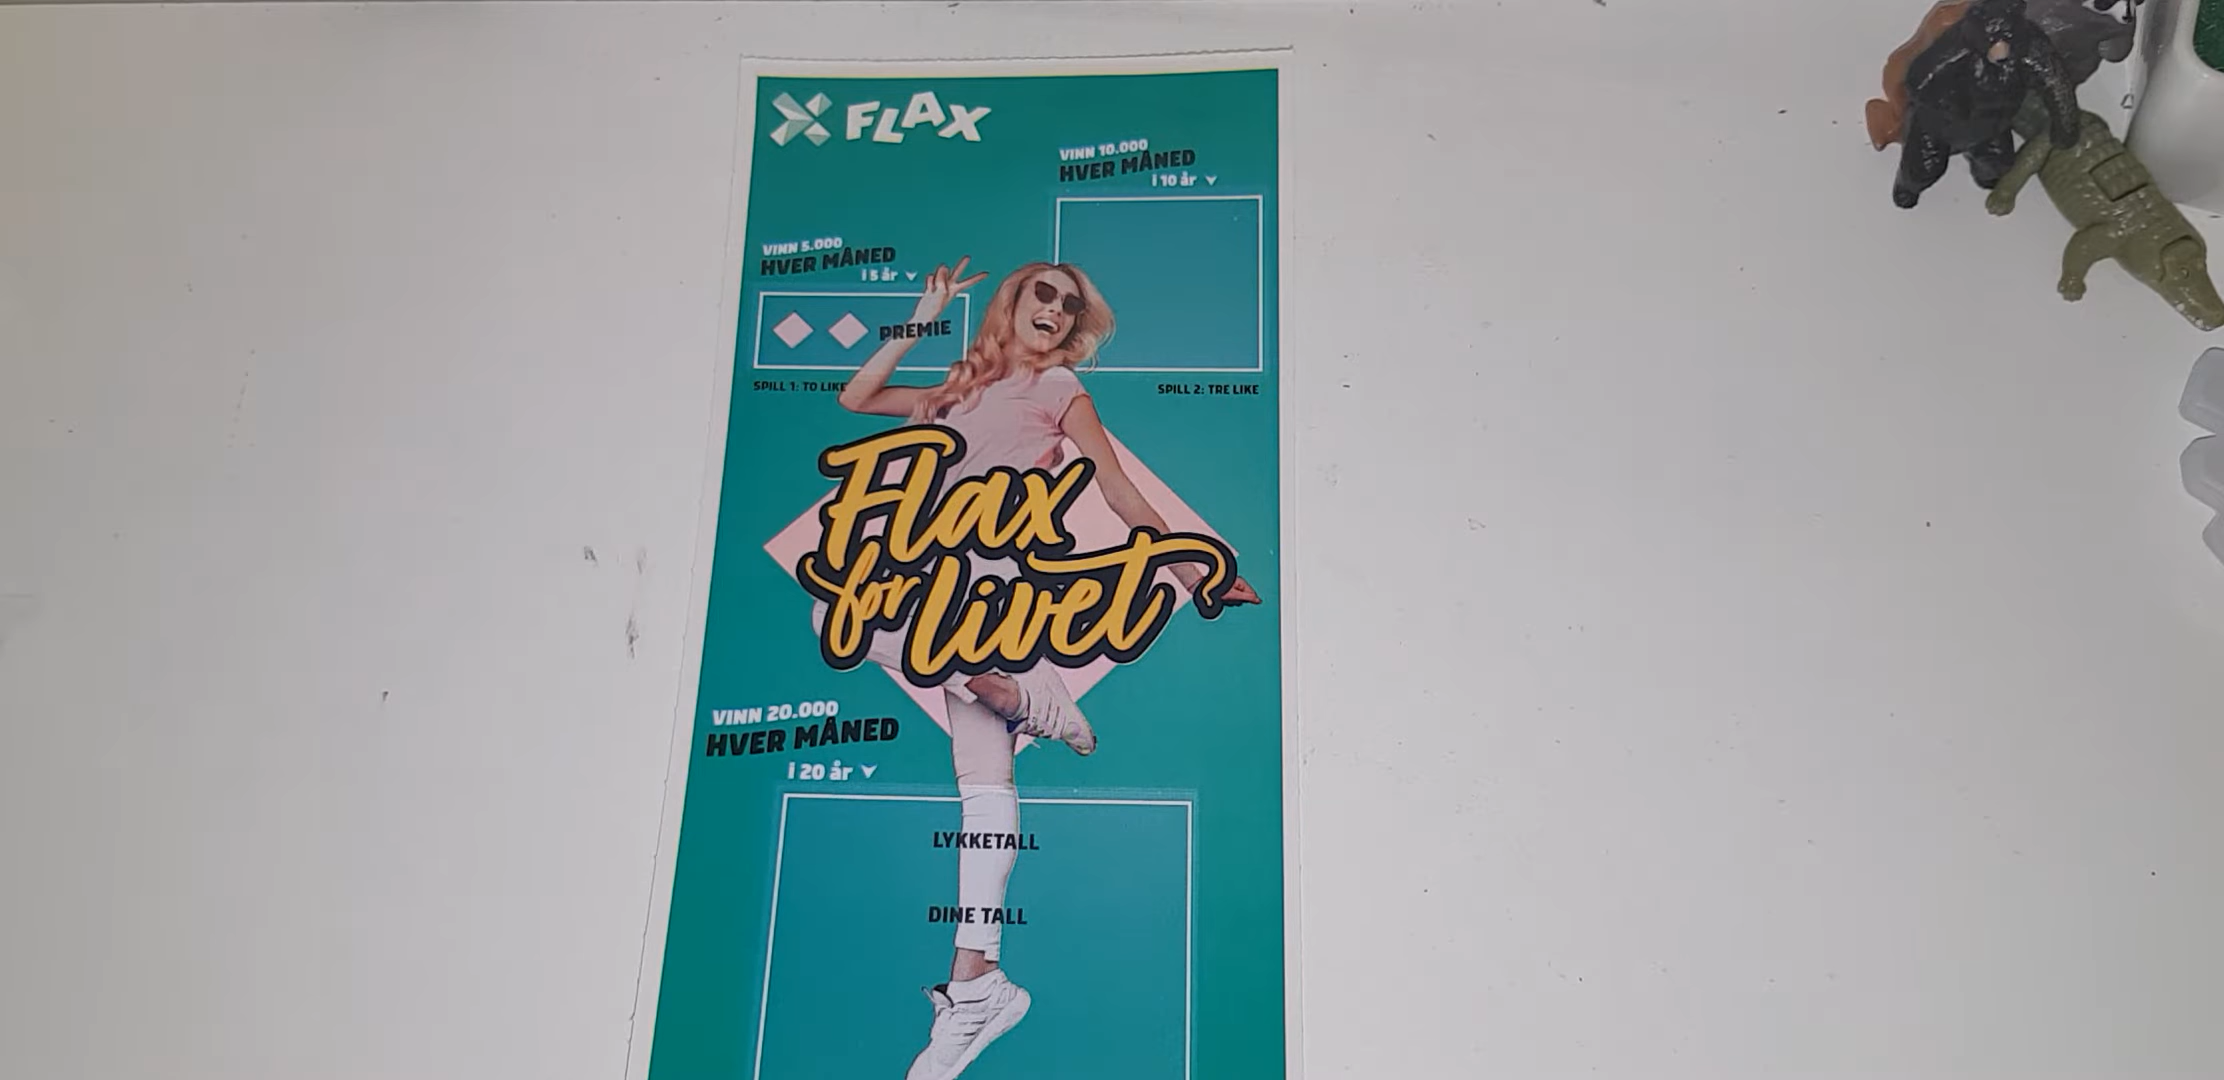 FLAX
VINN 10.000
HVER MÅNED
i 10 år
VINN 5.000
HVER MÅNED
i 5 år
PREMIE
SPILL 1: TO LIKE
SPILL 2: TRE LIKE
Flax
for livet
VINN 20.000
HVER MÅNED
i 20 år
LYKKETALL
DINE TALL